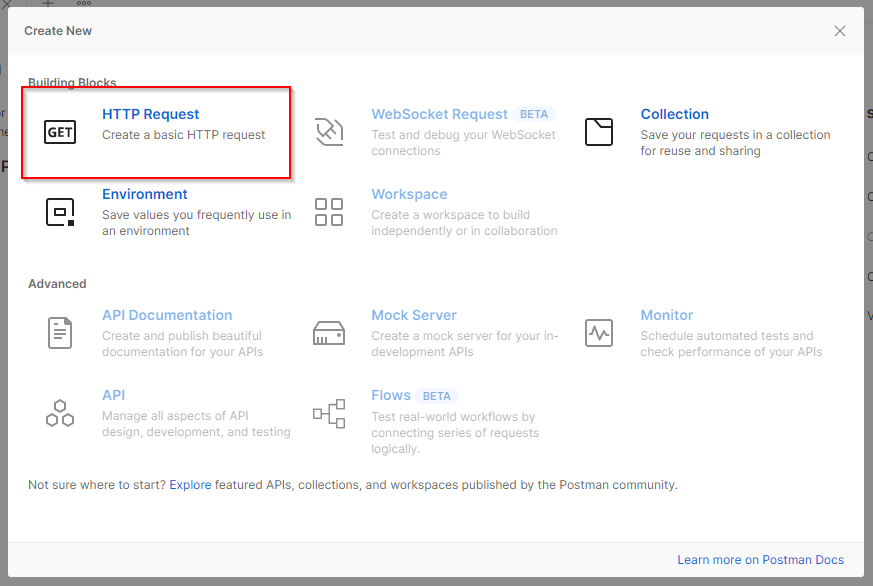 Create New
Building Blocks
GET
HTTP Request
Create a basic HTTP request
WebSocket Request BETA
Test and debug your WebSocket
connections
Collection
Save your requests in a collection
for reuse and sharing
Environment
Save values you frequently use in
an environment
Workspace
Create a workspace to build
independently or in collaboration
Advanced
API Documentation
Create and publish beautiful
documentation for your APIs
Mock Server
Create a mock server for your in-
development APIs
Monitor
Schedule automated tests and
check performance of your APIs
API
Manage all aspects of API
design, development, and testing
Flows BETA
Test real-world workflows by
connecting series of requests
logically.
Not sure where to start? Explore featured APIs, collections, and workspaces published by the Postman community.
Learn more on Postman Docs